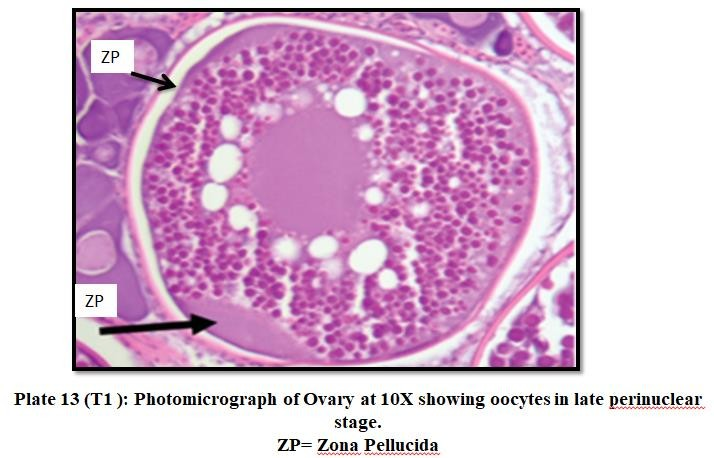 ZP
ZP
Plate 13 (T1 ): Photomicrograph of Ovary at 10X showing oocytes in late perinuclear
stage.
ZP= Zona Pellucida